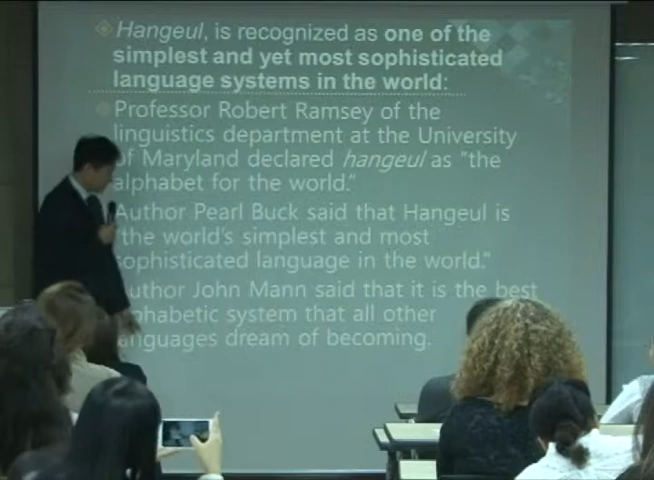 Hangeul, is recognized as one of the
simplest and yet most sophisticated
language systems in the world:
Professor Robert Ramsey of the
linguistics department at the University
of Maryland declared hangeul as "the
alphabet for the world."
Author Pearl Buck said that Hangeul is
"the world's simplest and most
sophisticated language in the world."
Author John Mann said that it is the best
alphabetic system that all other
languages dream of becoming.